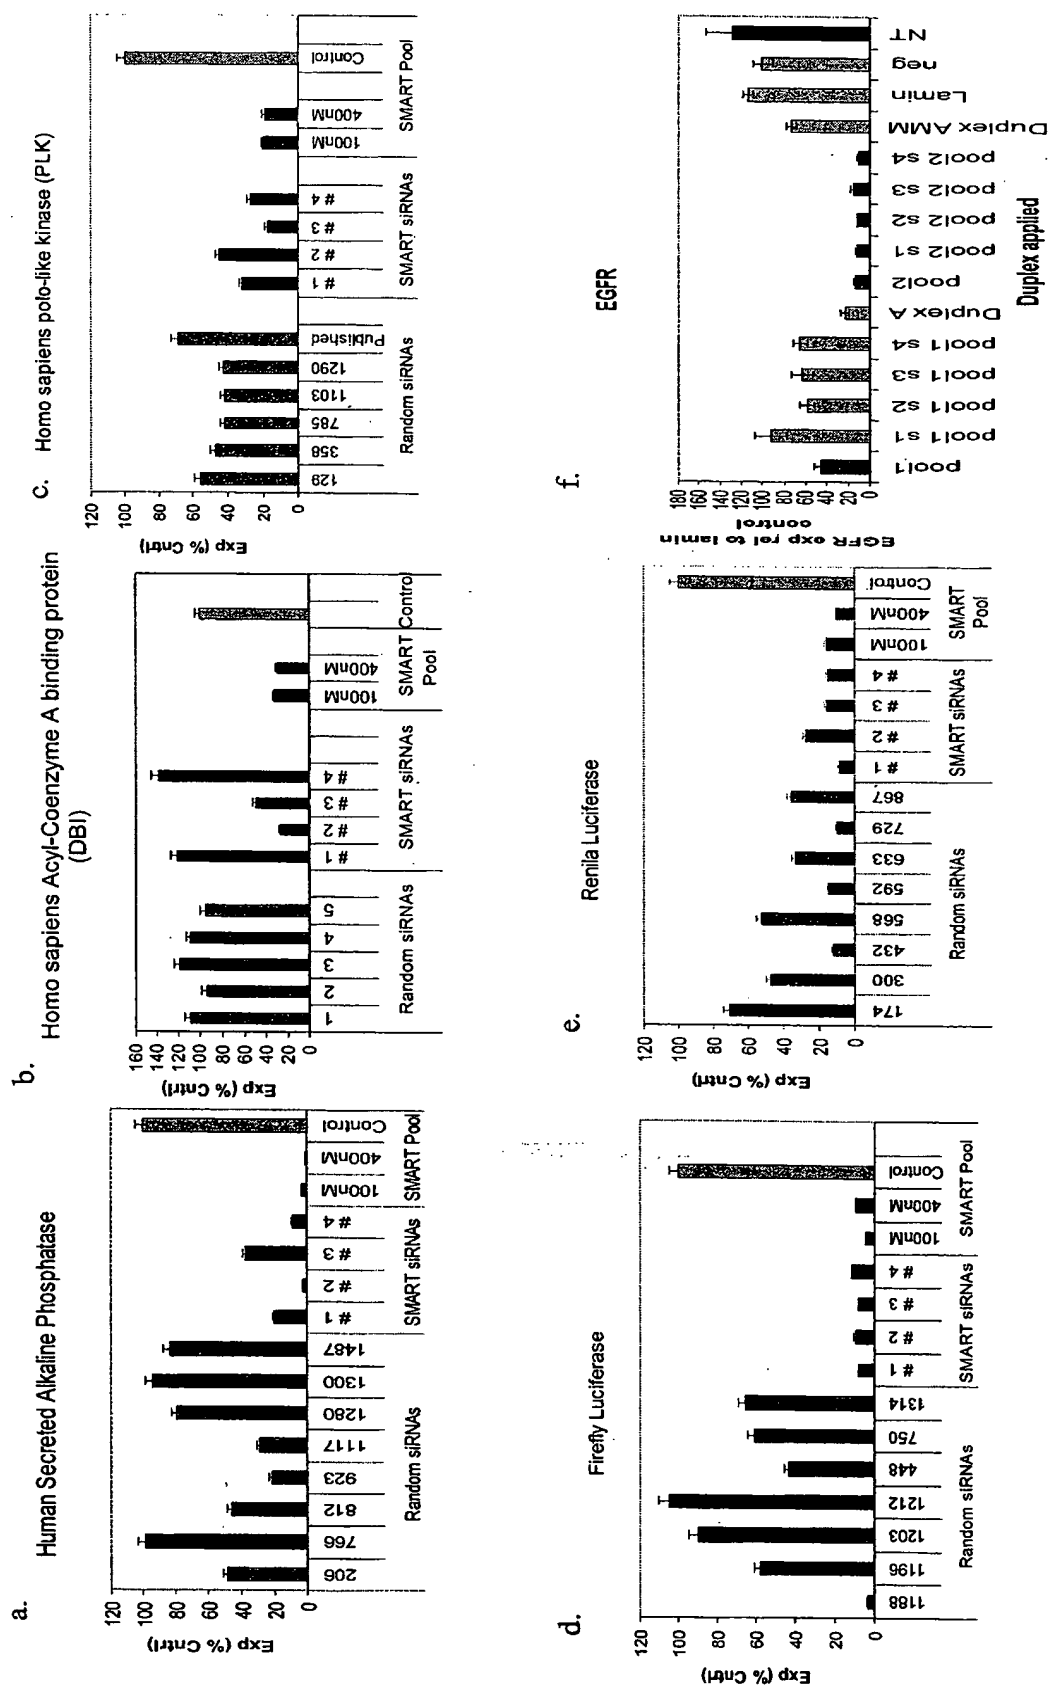 a.
Human Secreted Alkaline Phosphatase
Exp (% Cntrl)
120
100
80
60
40
20
0
206
766
812
923
1117
1280
1300
1487
# 1
# 2
# 3
# 4
100nM
400nM
Control
Random siRNAs
SMART siRNAs
SMART Pool
b.
Homo sapiens Acyl-Coenzyme A binding protein
(DBI)
Exp (% Cntrl)
160
140
120
100
80
60
40
20
0
1
2
3
4
5
# 1
# 2
# 3
# 4
100nM
400nM
Random siRNAs
SMART siRNAs
SMART
Pool
Control
c.
Homo sapiens polo-like kinase (PLK)
Exp (% Cntrl)
120
100
80
60
40
20
0
129
358
785
1103
1290
Published
# 1
# 2
# 3
# 4
100nM
400nM
Control
Random siRNAs
SMART siRNAs
SMART Pool
d.
Firefly Luciferase
Exp (% Cntrl)
120
100
80
60
40
20
0
1188
1196
1203
1212
448
750
1314
# 1
# 2
# 3
# 4
100nM
400nM
Control
Random siRNAs
SMART siRNAs
SMART Pool
e.
Renila Luciferase
Exp (% Cntrl)
120
100
80
60
40
20
0
174
300
432
568
592
633
729
867
# 1
# 2
# 3
# 4
100nM
400nM
Control
Random siRNAs
SMART siRNAs
SMART
Pool
f.
EGFR
EGFR exp rel to lamin
control
180
160
140
120
100
80
60
40
20
0
pool1
pool1 s1
pool1 s2
pool1 s3
pool1 s4
Duplex A
pool2
pool2 s1
pool2 s2
pool2 s3
pool2 s4
Duplex AMM
Lamin
neg
NT
Duplex applied